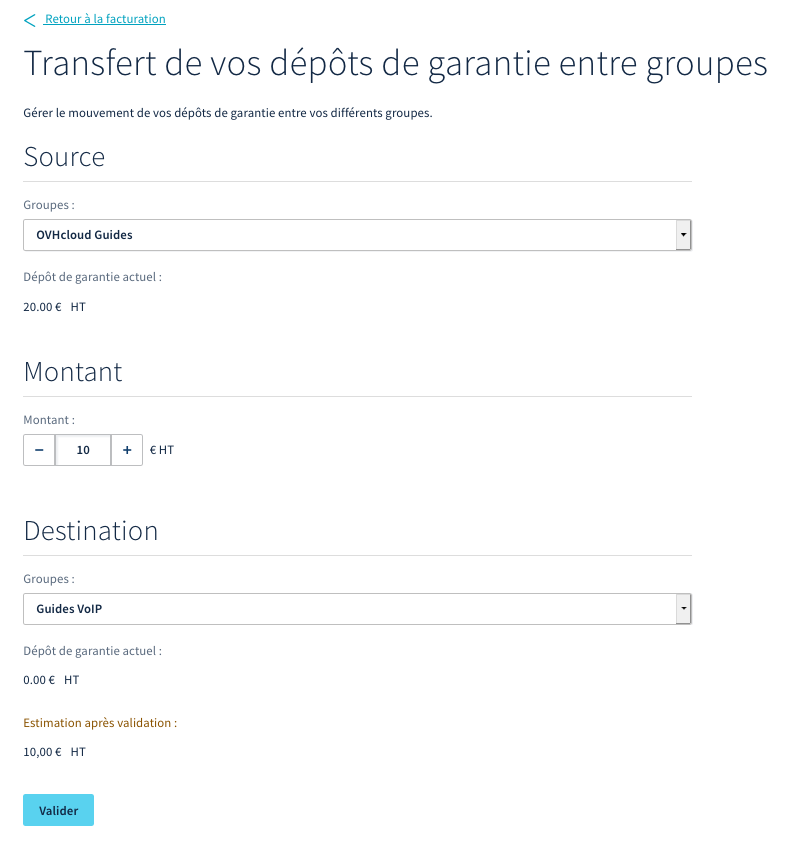 Retour à la facturation
Transfert de vos dépôts de garantie entre groupes
Gérer le mouvement de vos dépôts de garantie entre vos différents groupes.
Source
Groupes :
OVHcloud Guides
Dépôt de garantie actuel :
20.00 € HT
Montant
Montant :
− 10 + € HT
Destination
Groupes :
Guides VoIP
Dépôt de garantie actuel :
0.00 € HT
Estimation après validation :
10,00 € HT
Valider